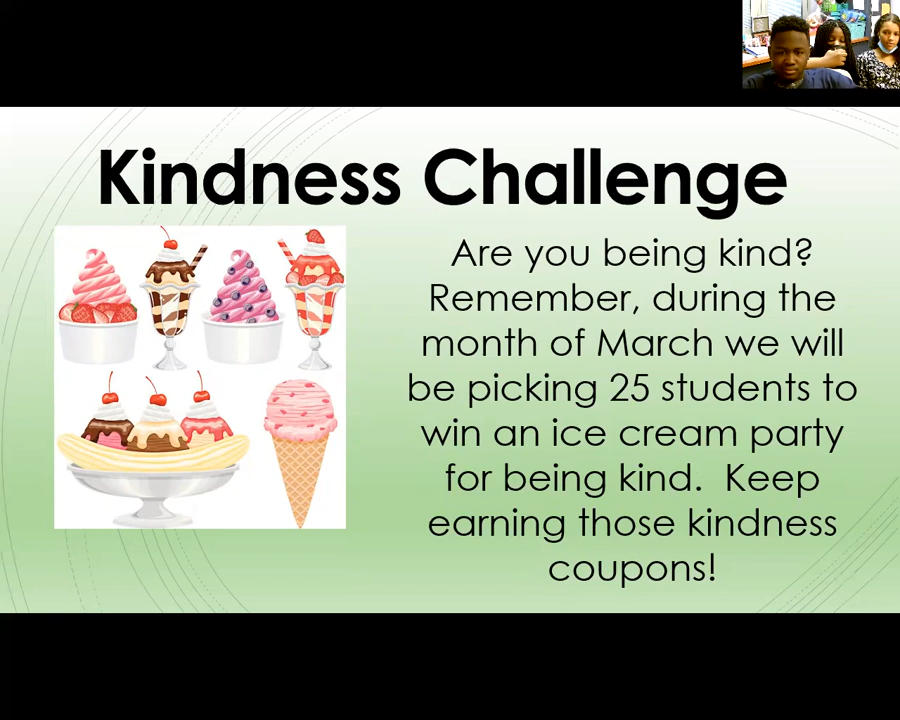 Kindness Challenge
Are you being kind?
Remember, during the
month of March we will
be picking 25 students to
win an ice cream party
for being kind.  Keep
earning those kindness
coupons!